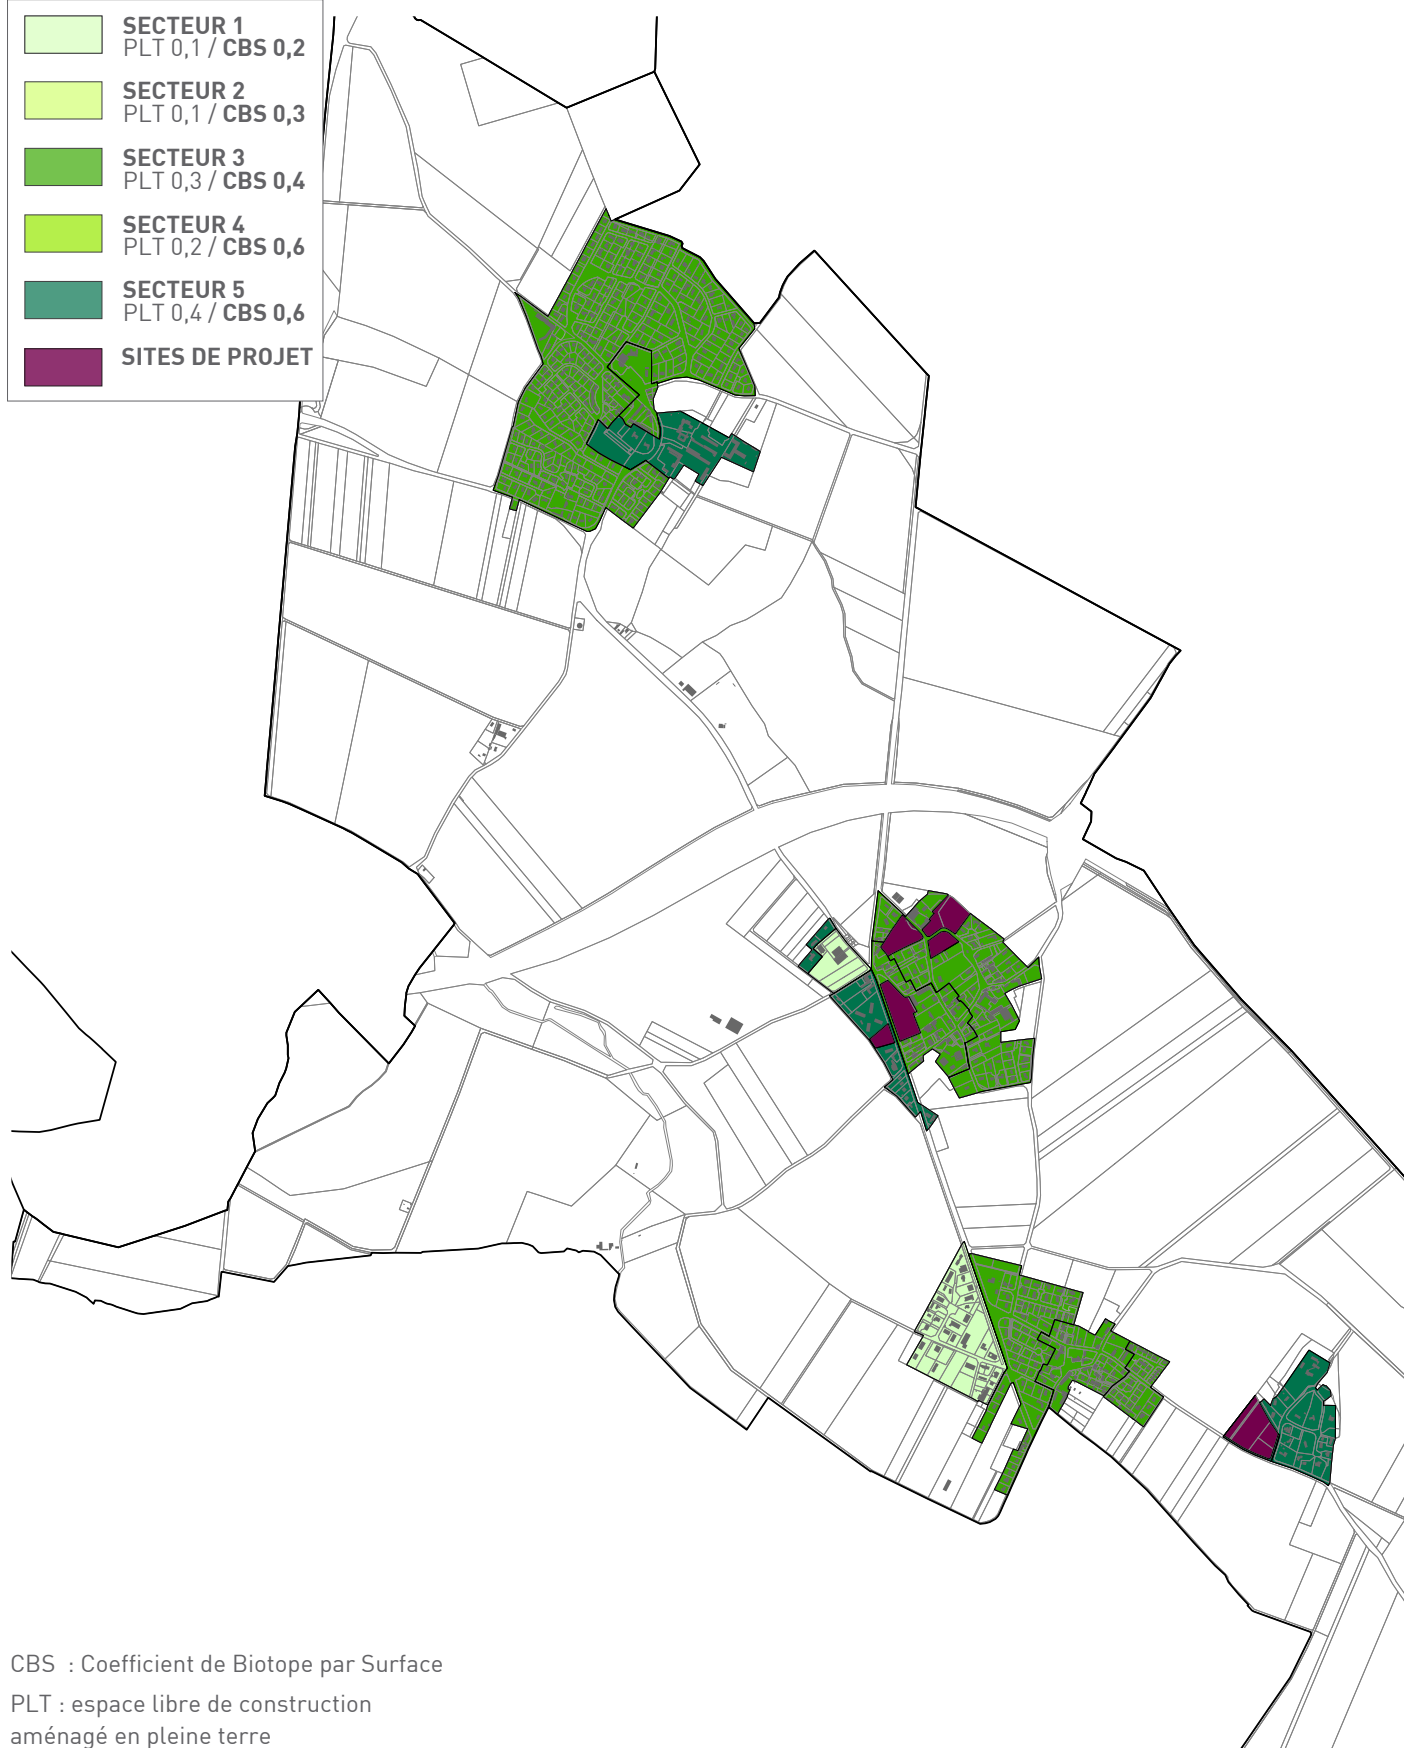 SECTEUR 1
PLT 0,1 / CBS 0,2
SECTEUR 2
PLT 0,1 / CBS 0,3
SECTEUR 3
PLT 0,3 / CBS 0,4
SECTEUR 4
PLT 0,2 / CBS 0,6
SECTEUR 5
PLT 0,4 / CBS 0,6
SITES DE PROJET
CBS : Coefficient de Biotope par Surface
PLT : espace libre de construction
aménagé en pleine terre